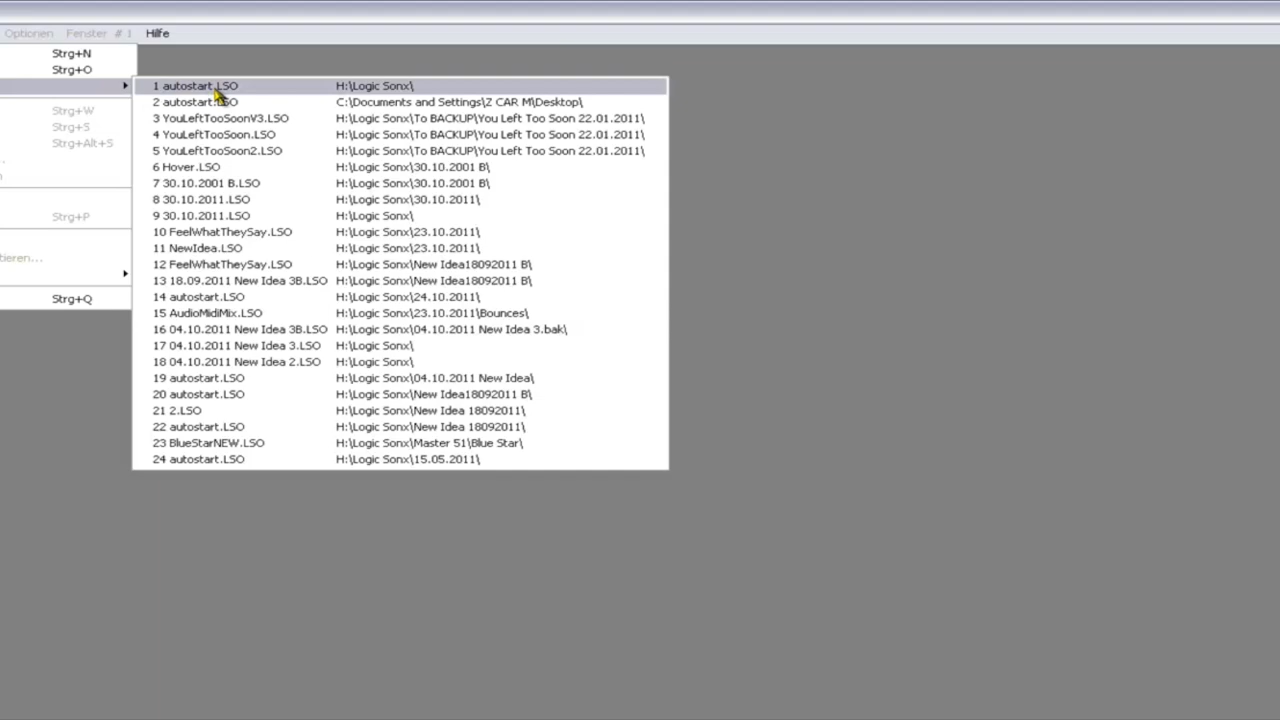 Optionen Fenster # 1 Hilfe
Strg+N
Strg+O
1 autostart.LSO H:\Logic Sonx\
2 autostart.LSO C:\Documents and Settings\Z CAR M\Desktop\
3 YouLeftTooSoonV3.LSO H:\Logic Sonx\To BACKUP\You Left Too Soon 22.01.2011\
Strg+W
4 YouLeftTooSoon.LSO H:\Logic Sonx\To BACKUP\You Left Too Soon 22.01.2011\
Strg+S
5 YouLeftTooSoon2.LSO H:\Logic Sonx\To BACKUP\You Left Too Soon 22.01.2011\
Strg+Alt+S
6 Hover.LSO H:\Logic Sonx\30.10.2001 B\
7 30.10.2001 B.LSO H:\Logic Sonx\30.10.2001 B\
8 30.10.2011.LSO H:\Logic Sonx\30.10.2011\
9 30.10.2011.LSO H:\Logic Sonx\
Strg+P
10 FeelWhatTheySay.LSO H:\Logic Sonx\23.10.2011\
11 NewIdea.LSO H:\Logic Sonx\23.10.2011\
tieren...
12 FeelWhatTheySay.LSO H:\Logic Sonx\New Idea18092011 B\
13 18.09.2011 New Idea 3B.LSO H:\Logic Sonx\New Idea18092011 B\
14 autostart.LSO H:\Logic Sonx\24.10.2011\
Strg+Q
15 AudioMidiMix.LSO H:\Logic Sonx\23.10.2011\Bounces\
16 04.10.2011 New Idea 3B.LSO H:\Logic Sonx\04.10.2011 New Idea 3.bak\
17 04.10.2011 New Idea 3.LSO H:\Logic Sonx\
18 04.10.2011 New Idea 2.LSO H:\Logic Sonx\
19 autostart.LSO H:\Logic Sonx\04.10.2011 New Idea\
20 autostart.LSO H:\Logic Sonx\New Idea18092011 B\
21 2.LSO H:\Logic Sonx\New Idea 18092011\
22 autostart.LSO H:\Logic Sonx\New Idea 18092011\
23 BlueStarNEW.LSO H:\Logic Sonx\Master 51\Blue Star\
24 autostart.LSO H:\Logic Sonx\15.05.2011\